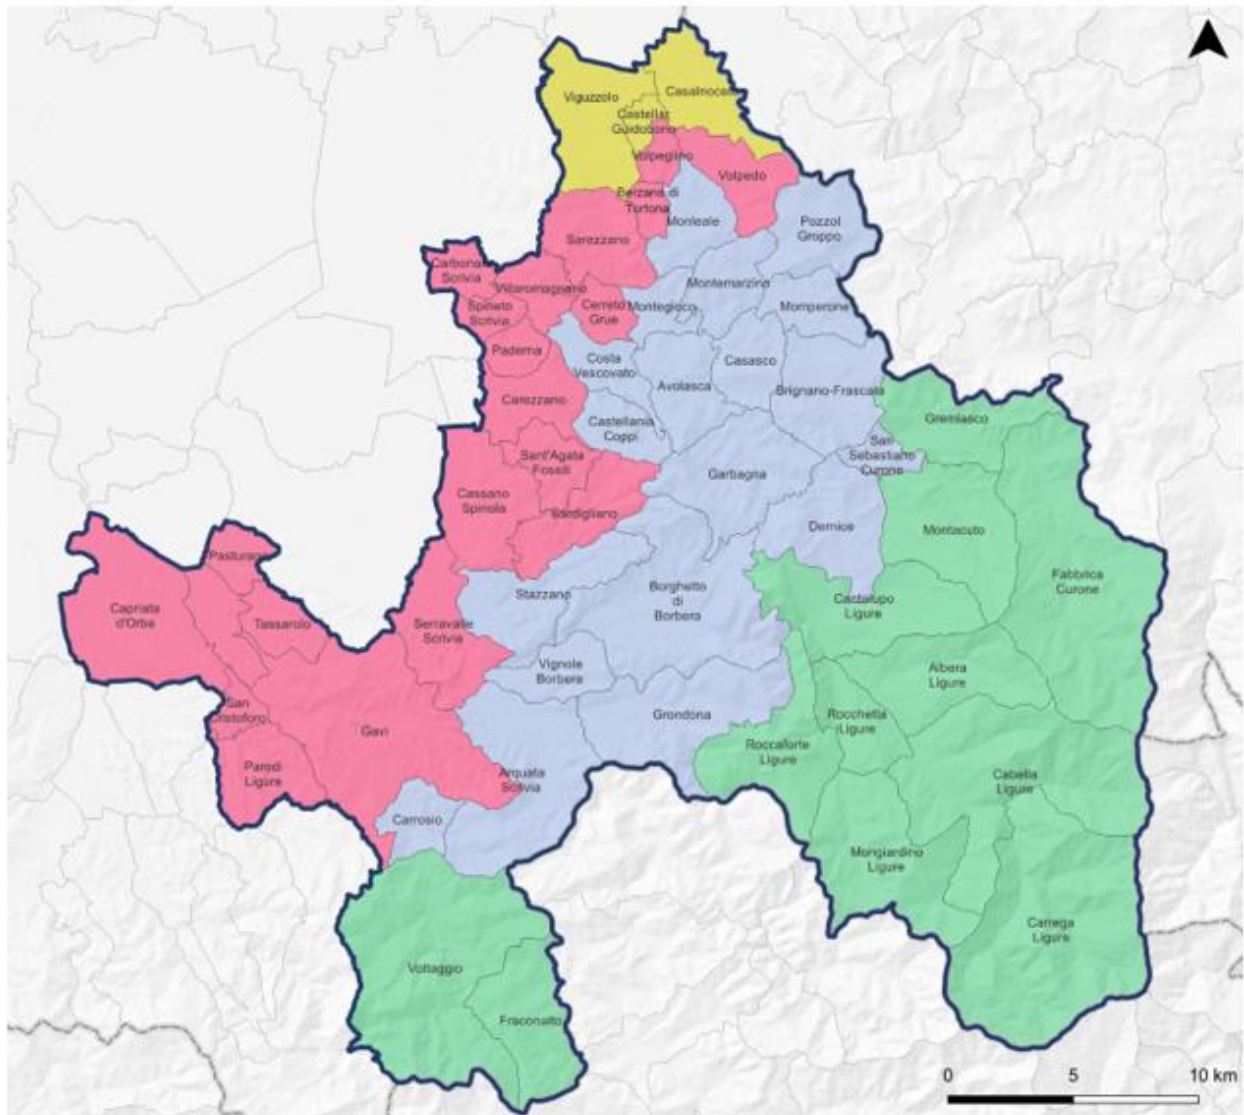 Viguzzolo
Casalnoceto
Castellar
Guidobono
Volpeglino
Volpedo
Berzano di
Tortona
Monleale
Pozzol
Groppo
Sarezzano
Carbonara
Scrivia
Villaromagnano
Montemarzino
Spineto
Scrivia
Cerreto
Grue
Montegioco
Momperone
Paderna
Costa
Vescovato
Casasco
Avolasca
Brignano-Frascata
Carezzano
Castellania
Coppi
Gremiasco
San
Sebastiano
Curone
Sant'Agata
Fossili
Garbagna
Cassano
Spinola
Sardigliano
Dernice
Montacuto
Pasturana
Fabbrica
Curone
Stazzano
Borghetto
di
Borbera
Cantalupo
Ligure
Capriata
d'Orba
Tassarolo
Serravalle
Scrivia
Vignole
Borbera
Albera
Ligure
San
Cristoforo
Grondona
Rocchetta
Ligure
Gavi
Roccaforte
Ligure
Parodi
Ligure
Arquata
Scrivia
Cabella
Ligure
Carrosio
Mongiardino
Ligure
Carrega
Ligure
Voltaggio
Fraconalto
0 5 10 km